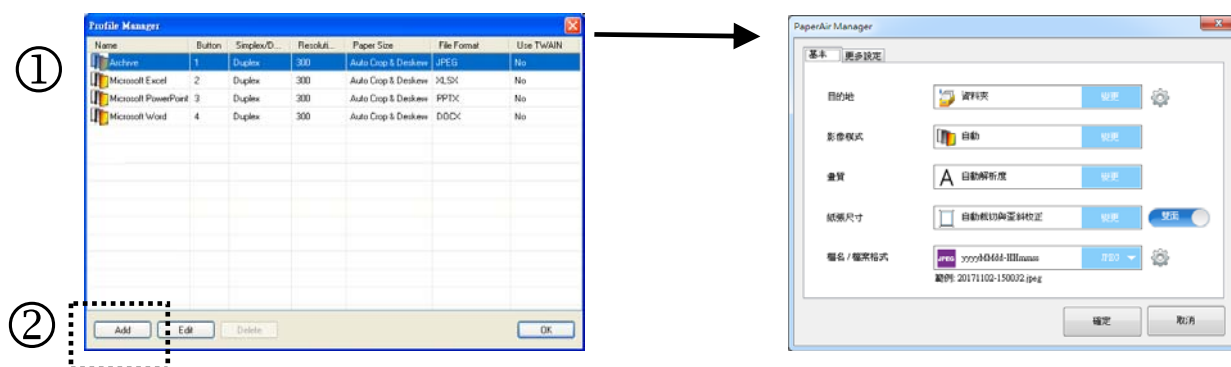 ①
Profile Manager
Name Button Simplex/D... Resoluti... Paper Size File Format Use TWAIN
Archive 1 Duplex 300 Auto Crop & Deskew JPEG No
Microsoft Excel 2 Duplex 300 Auto Crop & Deskew XLSX No
Microsoft PowerPoint 3 Duplex 300 Auto Crop & Deskew PPTX No
Microsoft Word 4 Duplex 300 Auto Crop & Deskew DOCX No
②
Add Edit Delete OK
PaperAir Manager
基本 更多設定
目的地 資料夾 變更
影像模式 自動 變更
畫質 A 自動解析度 變更
紙張尺寸 自動裁切與歪斜校正 變更 雙面
檔名 / 檔案格式 JPEG yyyyMMdd-HHmmss JPEG
範例: 20171102-150032.jpeg
確定 取消